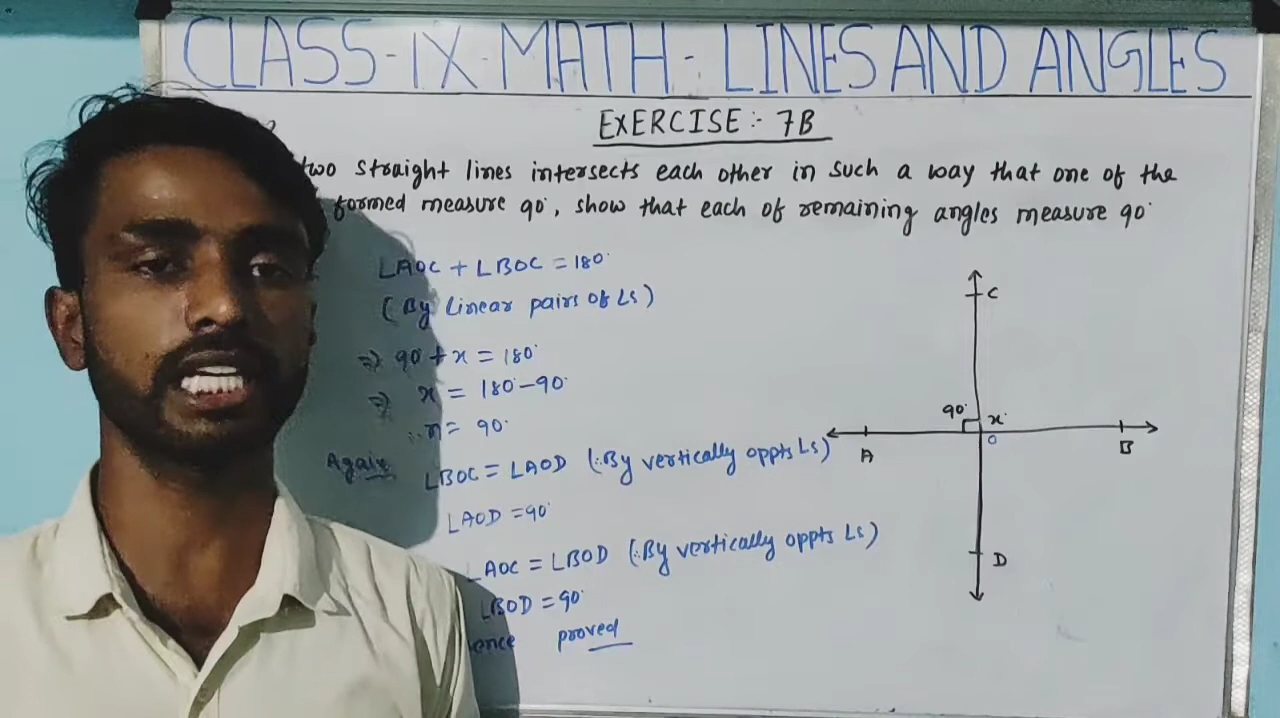 CLASS-IX-MATH-LINES AND ANGLES
EXERCISE:- 7B
two straight lines intersects each other in such a way that one of the
formed measure 90°, show that each of remaining angles measure 90°
∠AOC + ∠BOC = 180°
(By Linear pairs of ∠s)
⇒ 90° + x = 180°
⇒ x = 180° - 90°
∴ x = 90°
Again
∠BOC = ∠AOD (∵By vertically oppts ∠s)
∠AOD = 90°
∠AOC = ∠BOD (∵By vertically oppts ∠s)
∠BOD = 90°
ence proved
C
90° x°
O
A
B
D